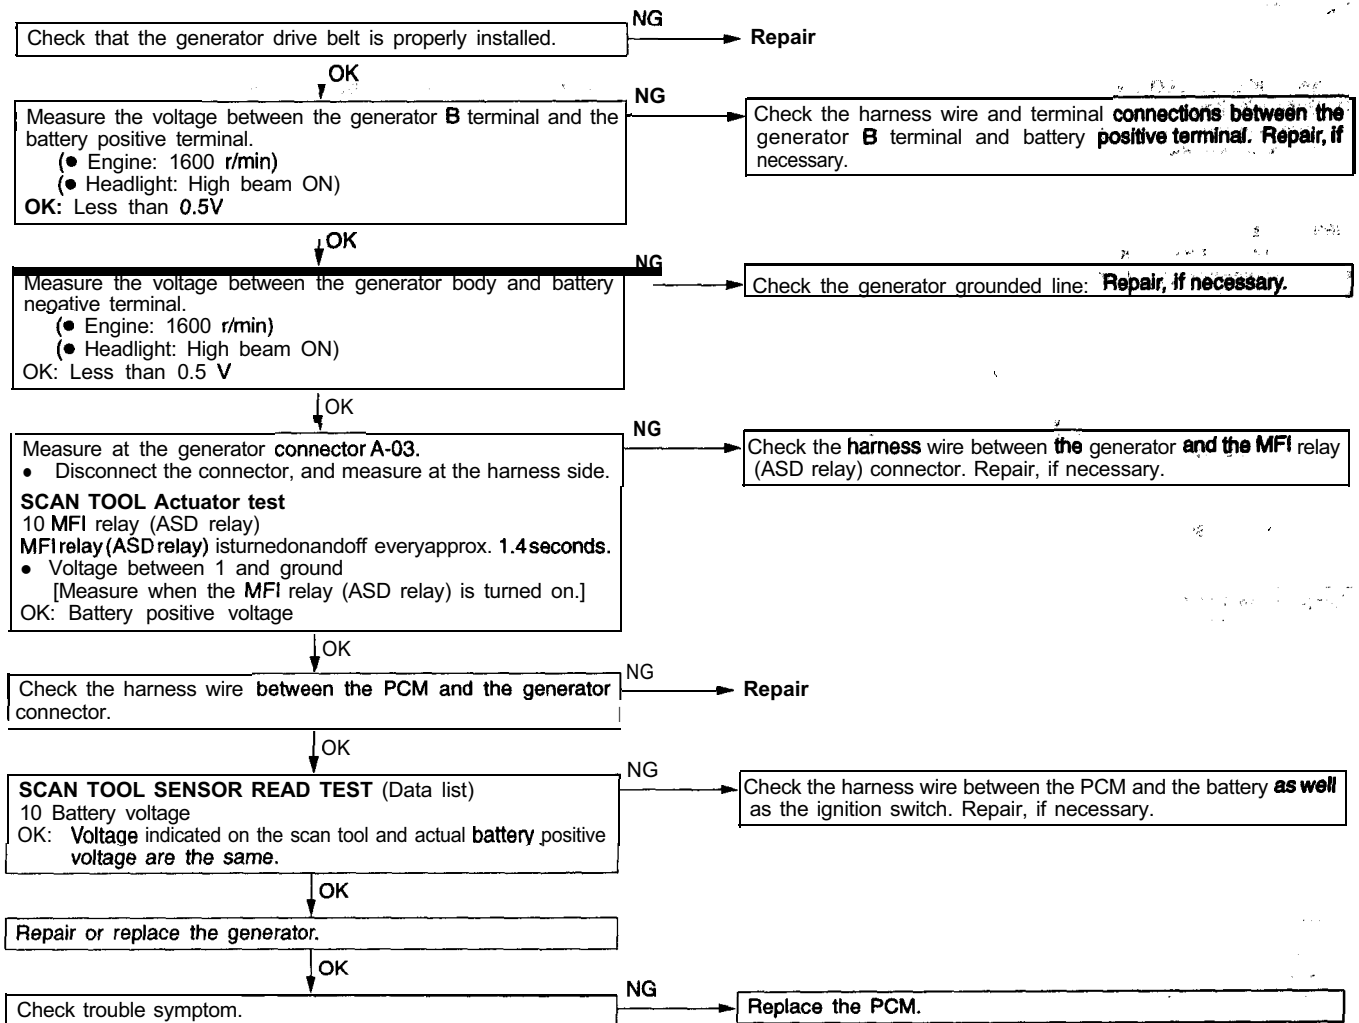 NG
Check that the generator drive belt is properly installed.
Repair
OK
NG
Measure the voltage between the generator B terminal and the
battery positive terminal.
(● Engine: 1600 r/min)
(● Headlight: High beam ON)
OK: Less than 0.5V
Check the harness wire and terminal connections between the
generator B terminal and battery positive terminal. Repair, if
necessary.
OK
NG
Measure the voltage between the generator body and battery
negative terminal.
(● Engine: 1600 r/min)
(● Headlight: High beam ON)
OK: Less than 0.5 V
Check the generator grounded line: Repair, if necessary.
OK
NG
Measure at the generator connector A-03.
● Disconnect the connector, and measure at the harness side.
SCAN TOOL Actuator test
10 MFI relay (ASD relay)
MFI relay (ASD relay) isturnedonandoff everyapprox. 1.4 seconds.
● Voltage between 1 and ground
[Measure when the MFI relay (ASD relay) is turned on.]
OK: Battery positive voltage
Check the harness wire between the generator and the MFI relay
(ASD relay) connector. Repair, if necessary.
OK
NG
Check the harness wire between the PCM and the generator
connector.
Repair
OK
NG
SCAN TOOL SENSOR READ TEST (Data list)
10 Battery voltage
OK: Voltage indicated on the scan tool and actual battery positive
voltage are the same.
Check the harness wire between the PCM and the battery as well
as the ignition switch. Repair, if necessary.
OK
Repair or replace the generator.
OK
NG
Check trouble symptom.
Replace the PCM.